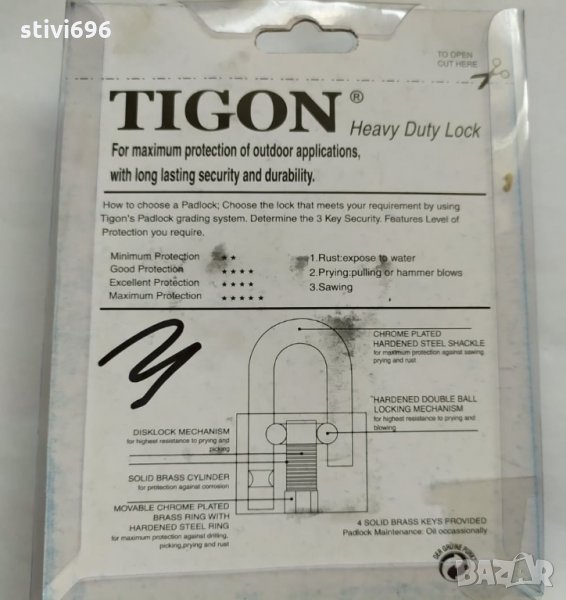 stivi696
TO OPEN
CUT HERE
TIGON®
Heavy Duty Lock
For maximum protection of outdoor applications,
with long lasting security and durability.
How to choose a Padlock; Choose the lock that meets your requirement by using
Tigon's Padlock grading system. Determine the 3 Key Security. Features Level of
Protection you require.
Minimum Protection ★★
Good Protection ★★★★
Excellent Protection ★★★★
Maximum Protection ★★★★★
1.Rust:expose to water
2.Prying:pulling or hammer blows
3.Sawing
CHROME PLATED
HARDENED STEEL SHACKLE
for maximum protection against sawing,
prying and rust
HARDENED DOUBLE BALL
LOCKING MECHANISM
for highest resistance to prying and
blowing
DISKLOCK MECHANISM
for highest resistance to prying and
picking
SOLID BRASS CYLINDER
for protection against corrosion
MOVABLE CHROME PLATED
BRASS RING WITH
HARDENED STEEL RING
for maximum protection against drilling,
picking,prying and rust
4 SOLID BRASS KEYS PROVIDED
Padlock Maintenance: Oil occassionally
DER GRÜNE PUNKT
BAZAR